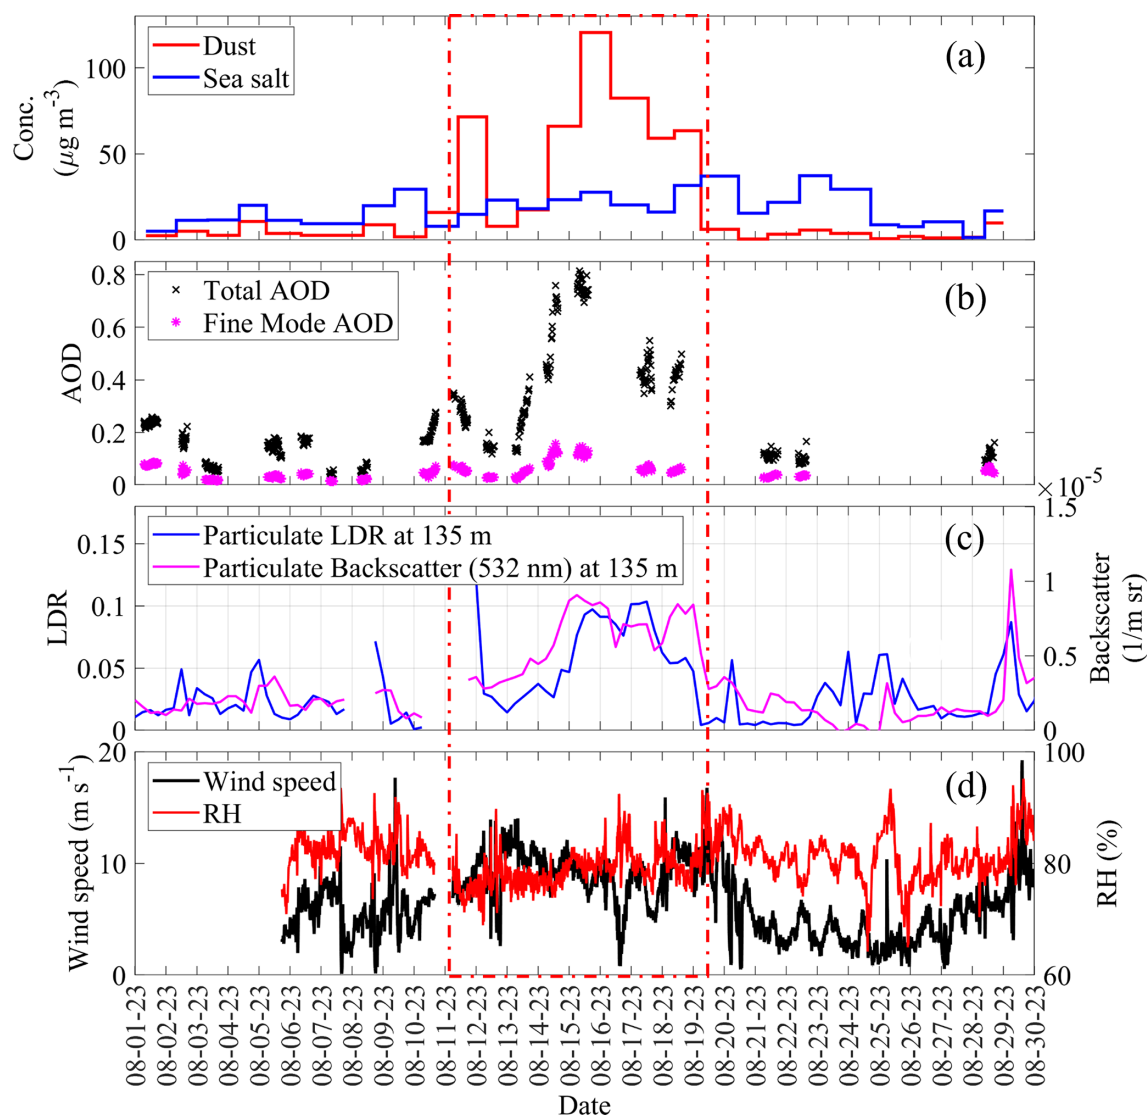 Dust
Sea salt
(a)
Conc.
(μg m-3)
100
50
0
Total AOD
Fine Mode AOD
(b)
AOD
0.8
0.6
0.4
0.2
0
×10-5
Particulate LDR at 135 m
Particulate Backscatter (532 nm) at 135 m
(c)
LDR
0.15
0.1
0.05
0
1.5
1
0.5
0
Backscatter
(1/m sr)
Wind speed
RH
(d)
Wind speed (m s-1)
20
10
0
100
80
60
RH (%)
08-01-23
08-02-23
08-03-23
08-04-23
08-05-23
08-06-23
08-07-23
08-08-23
08-09-23
08-10-23
08-11-23
08-12-23
08-13-23
08-14-23
08-15-23
08-16-23
08-17-23
08-18-23
08-19-23
08-20-23
08-21-23
08-22-23
08-23-23
08-24-23
08-25-23
08-26-23
08-27-23
08-28-23
08-29-23
08-30-23
Date